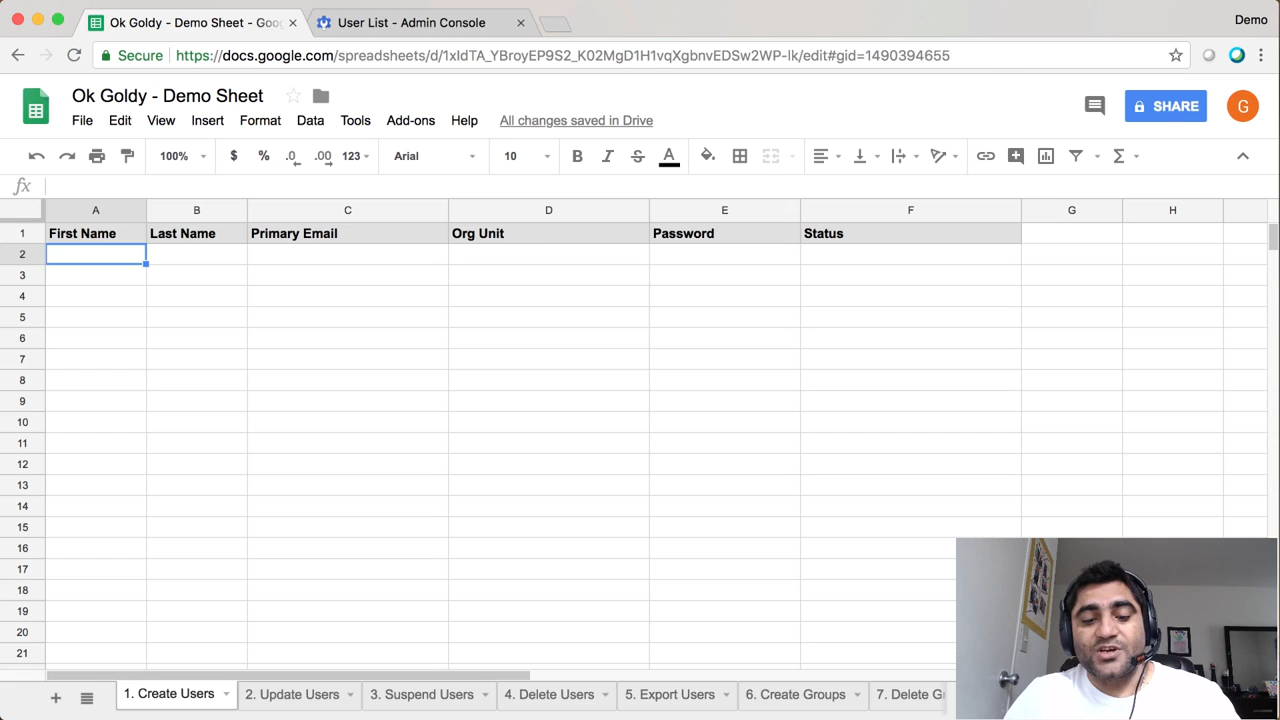 Ok Goldy - Demo Sheet - Goo
User List - Admin Console
Demo
Secure
https://docs.google.com/spreadsheets/d/1xIdTA_YBroyEP9S2_K02MgD1H1vqXgbnvEDSw2WP-lk/edit#gid=1490394655
Ok Goldy - Demo Sheet
File Edit View Insert Format Data Tools Add-ons Help All changes saved in Drive
SHARE
G
100% $ % .0 .00 123 Arial 10 B I S A Σ
fx
A B C D E F G H
1 First Name Last Name Primary Email Org Unit Password Status
2
3
4
5
6
7
8
9
10
11
12
13
14
15
16
17
18
19
20
21
1. Create Users 2. Update Users 3. Suspend Users 4. Delete Users 5. Export Users 6. Create Groups 7. Delete G